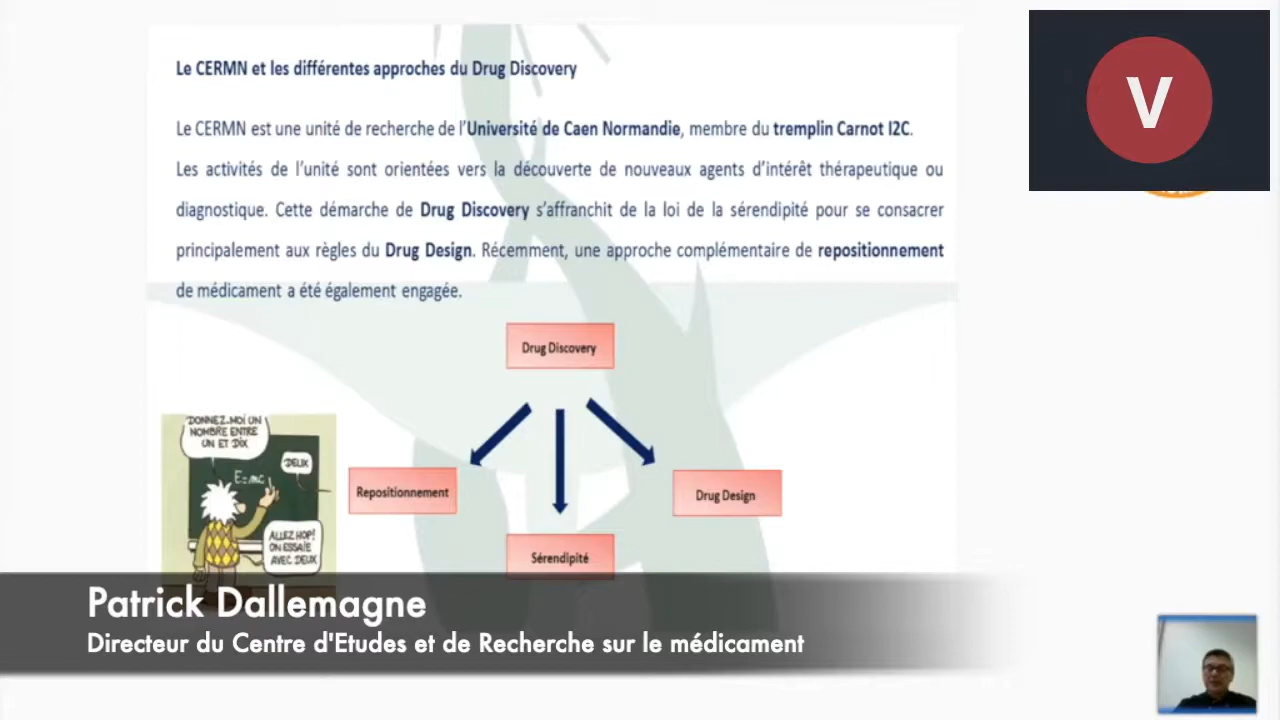 Le CERMN et les différentes approches du Drug Discovery
Le CERMN est une unité de recherche de l'Université de Caen Normandie, membre du tremplin Carnot I2C.
Les activités de l'unité sont orientées vers la découverte de nouveaux agents d'intérêt thérapeutique ou
diagnostique. Cette démarche de Drug Discovery s'affranchit de la loi de la sérendipité pour se consacrer
principalement aux règles du Drug Design. Récemment, une approche complémentaire de repositionnement
de médicament a été également engagée.
V
Drug Discovery
DONNEZ-MOI UN
NOMBRE ENTRE
UN ET DIX
DEUX
E=mc
ALLEZ HOP!
ON ESSAIE
AVEC DEUX
Repositionnement
Drug Design
Sérendipité
Patrick Dallemagne
Directeur du Centre d'Etudes et de Recherche sur le médicament